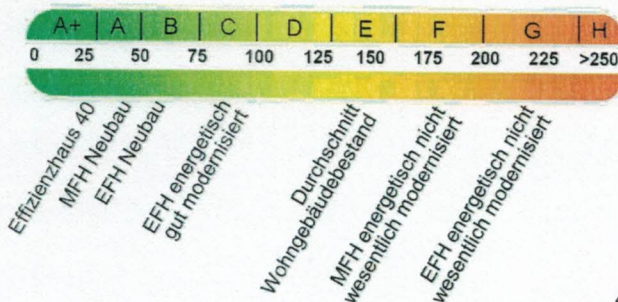 A+ A B C D E F G H
0 25 50 75 100 125 150 175 200 225 >250
Effizienzhaus 40
MFH Neubau
EFH Neubau
EFH energetisch
gut modernisiert
Durchschnitt
Wohngebäudebestand
MFH energetisch nicht
wesentlich modernisiert
EFH energetisch nicht
wesentlich modernisiert